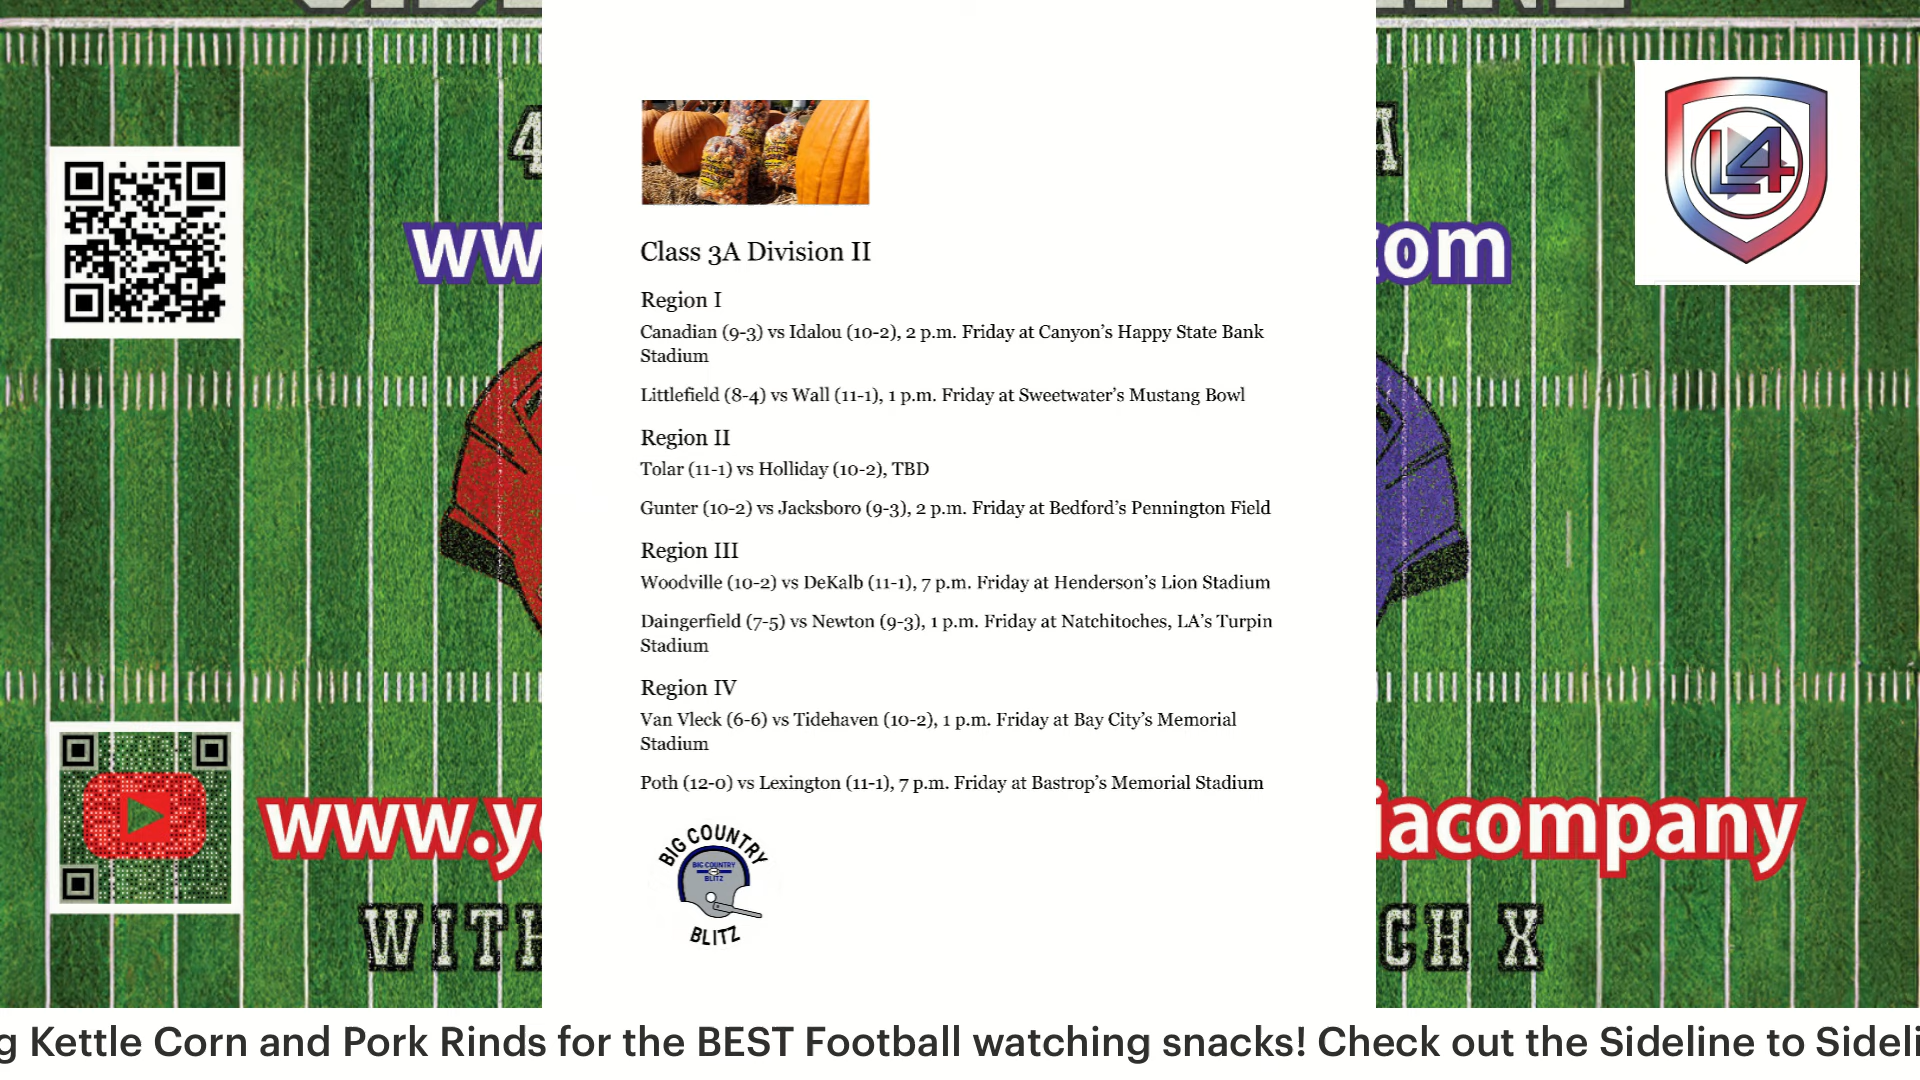 4
A
ww
com
L4
Class 3A Division II
Region I
Canadian (9-3) vs Idalou (10-2), 2 p.m. Friday at Canyon’s Happy State Bank
Stadium
Littlefield (8-4) vs Wall (11-1), 1 p.m. Friday at Sweetwater’s Mustang Bowl
Region II
Tolar (11-1) vs Holliday (10-2), TBD
Gunter (10-2) vs Jacksboro (9-3), 2 p.m. Friday at Bedford’s Pennington Field
Region III
Woodville (10-2) vs DeKalb (11-1), 7 p.m. Friday at Henderson’s Lion Stadium
Daingerfield (7-5) vs Newton (9-3), 1 p.m. Friday at Natchitoches, LA’s Turpin
Stadium
Region IV
Van Vleck (6-6) vs Tidehaven (10-2), 1 p.m. Friday at Bay City’s Memorial
Stadium
Poth (12-0) vs Lexington (11-1), 7 p.m. Friday at Bastrop’s Memorial Stadium
www.y
iacompany
BIG COUNTRY
BIG COUNTRY
BLITZ
BLITZ
WITH
CH X
g Kettle Corn and Pork Rinds for the BEST Football watching snacks! Check out the Sideline to Sideli